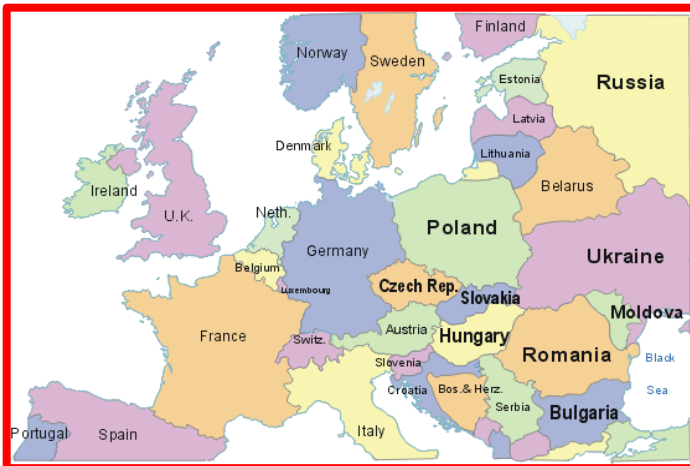 Finland
Norway
Sweden
Estonia
Russia
Latvia
Denmark
Lithuania
Ireland
Belarus
U.K.
Neth.
Poland
Germany
Ukraine
Belgium
Czech Rep.
Luxembourg
Slovakia
Moldova
Austria
France
Switz.
Hungary
Romania
Black
Sea
Slovenia
Croatia
Bos.& Herz.
Serbia
Bulgaria
Portugal
Spain
Italy